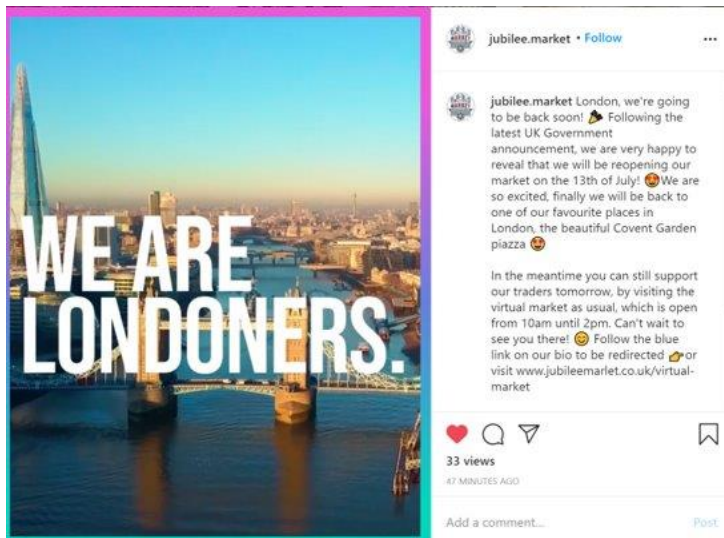 WE ARE
LONDONERS.
jubilee.market • Follow
...
jubilee.market London, we're going
to be back soon! 🎉 Following the
latest UK Government
announcement, we are very happy to
reveal that we will be reopening our
market on the 13th of July! 🤩We are
so excited, finally we will be back to
one of our favourite places in
London, the beautiful Covent Garden
piazza 🤩
In the meantime you can still support
our traders tomorrow, by visiting the
virtual market as usual, which is open
from 10am until 2pm. Can't wait to
see you there! 😊 Follow the blue
link on our bio to be redirected 👉or
visit www.jubileemarlet.co.uk/virtual-
market
33 views
47 MINUTES AGO
Add a comment...
Post